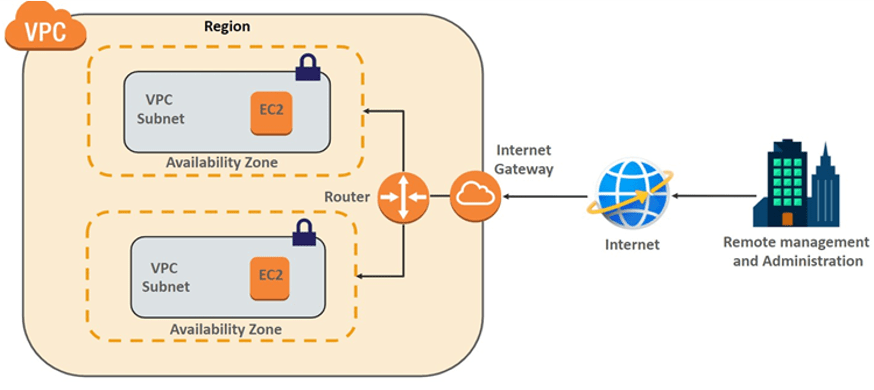 VPC
Region
VPC
Subnet
EC2
Availability Zone
Internet
Gateway
Router
Internet
Remote management
and Administration
VPC
Subnet
EC2
Availability Zone